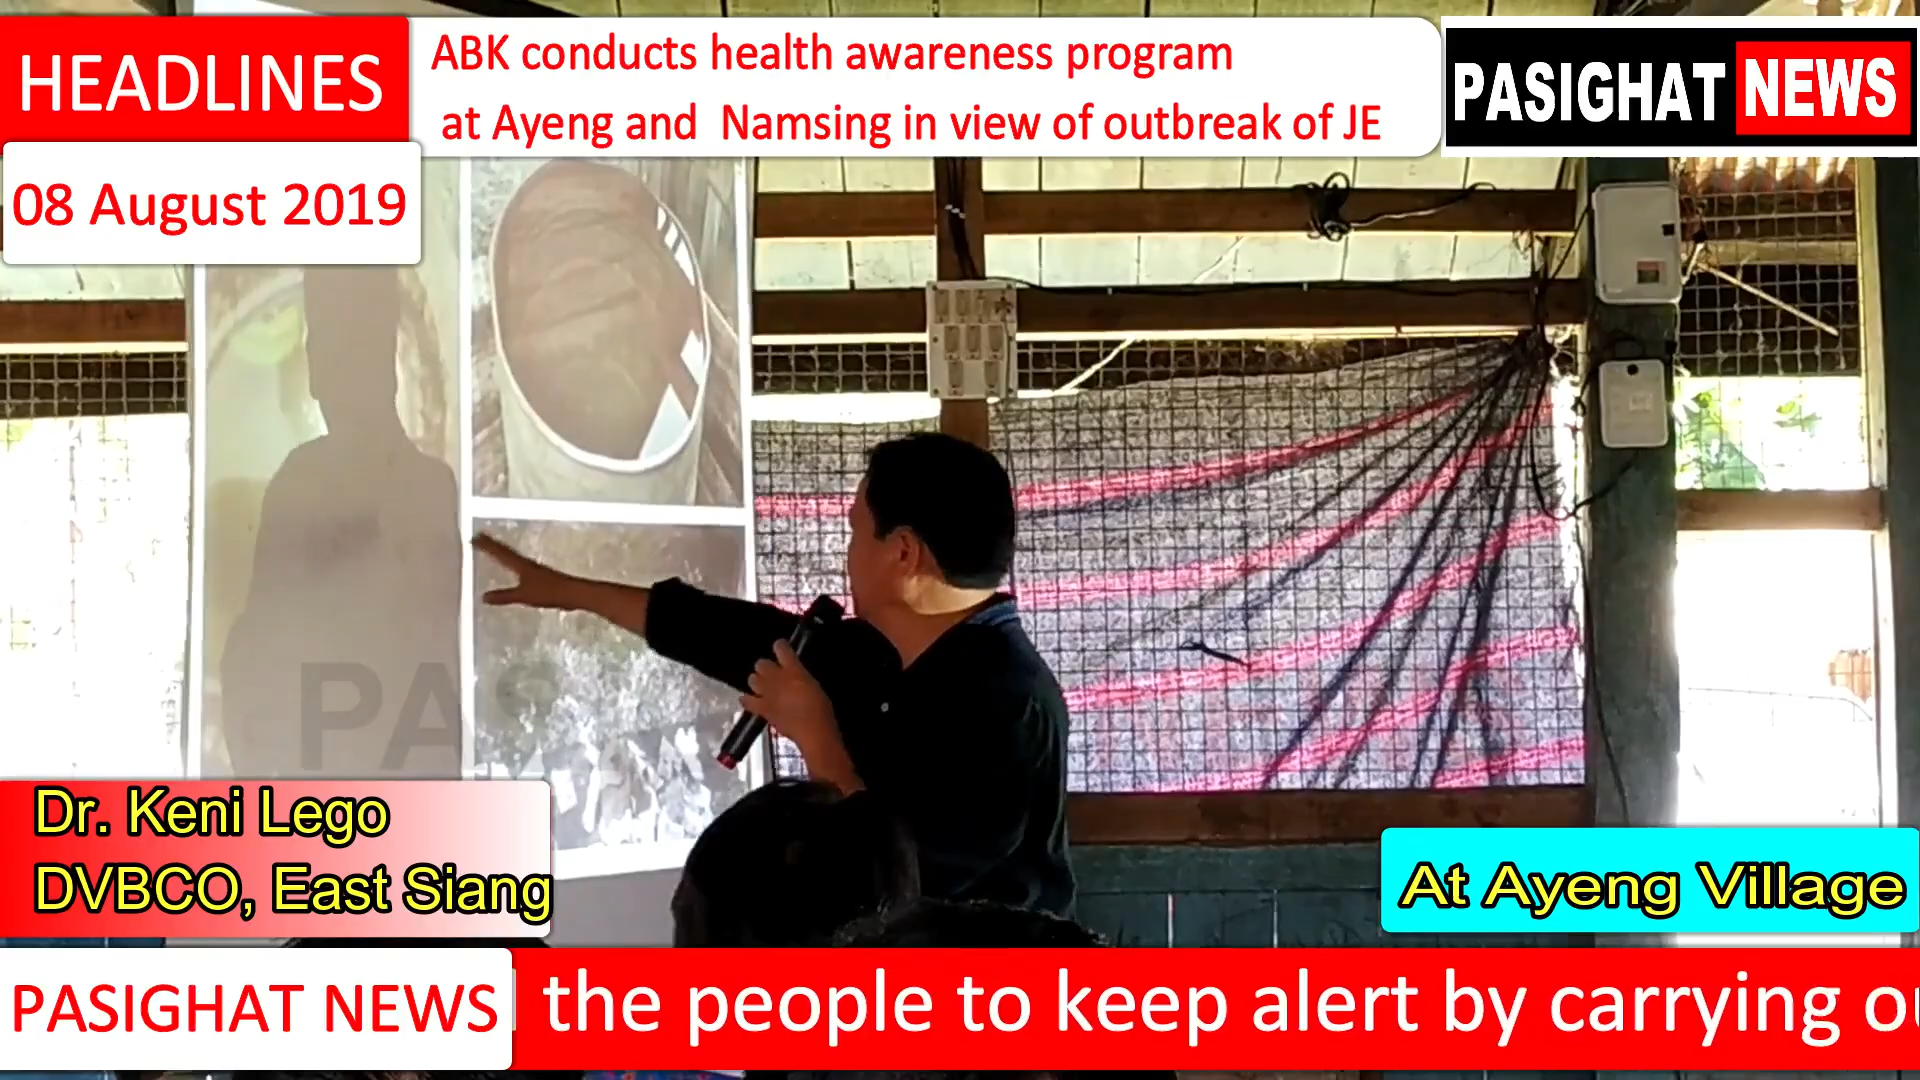 HEADLINES
ABK conducts health awareness program
at Ayeng and Namsing in view of outbreak of JE
PASIGHAT NEWS
08 August 2019
PAS
Dr. Keni Lego
DVBCO, East Siang
At Ayeng Village
PASIGHAT NEWS
the people to keep alert by carrying